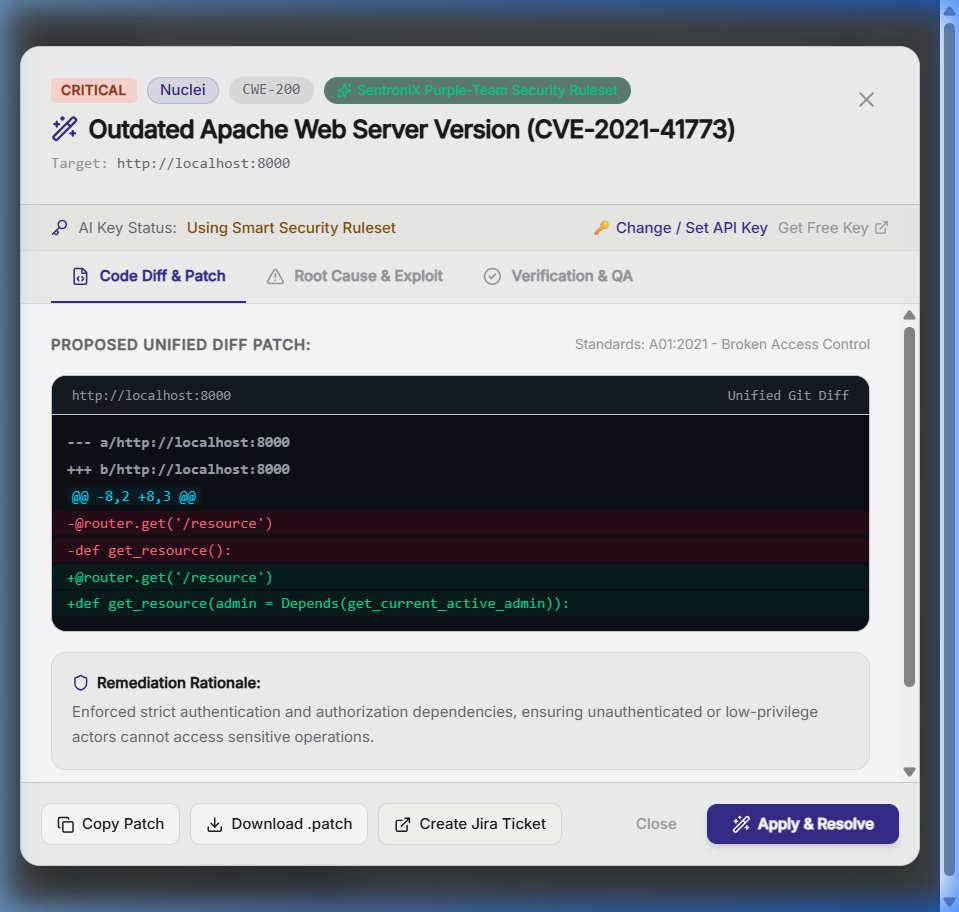 CRITICAL Nuclei CWE-200 SentroniX Purple-Team Security Ruleset
Outdated Apache Web Server Version (CVE-2021-41773)
Target: http://localhost:8000
AI Key Status: Using Smart Security Ruleset Change / Set API Key Get Free Key
Code Diff & Patch Root Cause & Exploit Verification & QA
PROPOSED UNIFIED DIFF PATCH: Standards: A01:2021 - Broken Access Control
http://localhost:8000 Unified Git Diff
--- a/http://localhost:8000
+++ b/http://localhost:8000
@@ -8,2 +8,3 @@
-@router.get('/resource')
-def get_resource():
+@router.get('/resource')
+def get_resource(admin = Depends(get_current_active_admin)):
Remediation Rationale:
Enforced strict authentication and authorization dependencies, ensuring unauthenticated or low-privilege
actors cannot access sensitive operations.
Copy Patch Download .patch Create Jira Ticket Close Apply & Resolve